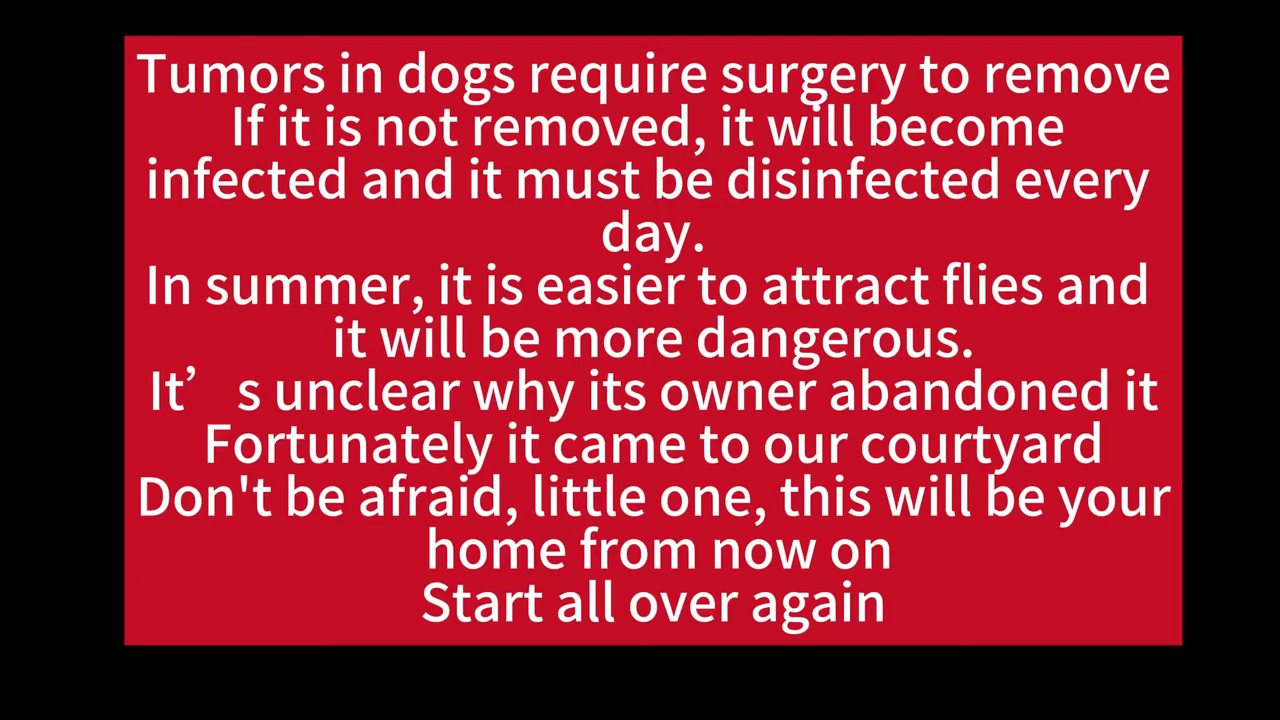 Tumors in dogs require surgery to remove
If it is not removed, it will become
infected and it must be disinfected every
day.
In summer, it is easier to attract flies and
it will be more dangerous.
It’s unclear why its owner abandoned it
Fortunately it came to our courtyard
Don't be afraid, little one, this will be your
home from now on
Start all over again